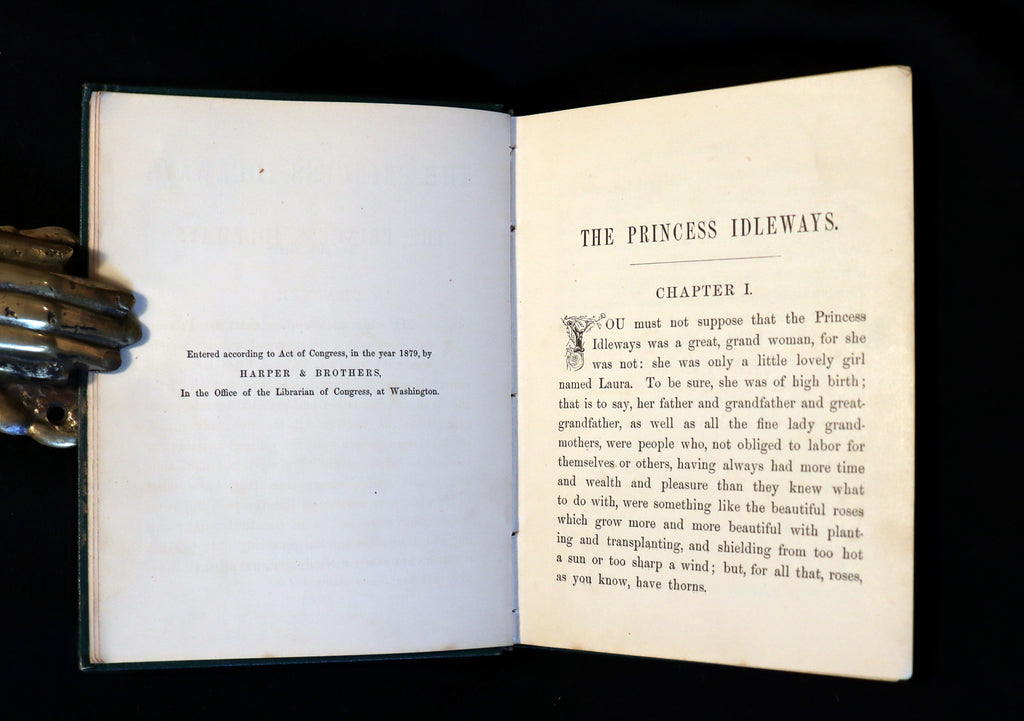 Entered according to Act of Congress, in the year 1879, by
HARPER & BROTHERS,
In the Office of the Librarian of Congress, at Washington.
THE PRINCESS IDLEWAYS.
CHAPTER I.
YOU must not suppose that the Princess
Idleways was a great, grand woman, for she
was not: she was only a little lovely girl
named Laura. To be sure, she was of high birth;
that is to say, her father and grandfather and great-
grandfather, as well as all the fine lady grand-
mothers, were people who, not obliged to labor for
themselves or others, having always had more time
and wealth and pleasure than they knew what
to do with, were something like the beautiful roses
which grow more and more beautiful with plant-
ing and transplanting, and shielding from too hot
a sun or too sharp a wind; but, for all that, roses,
as you know, have thorns.